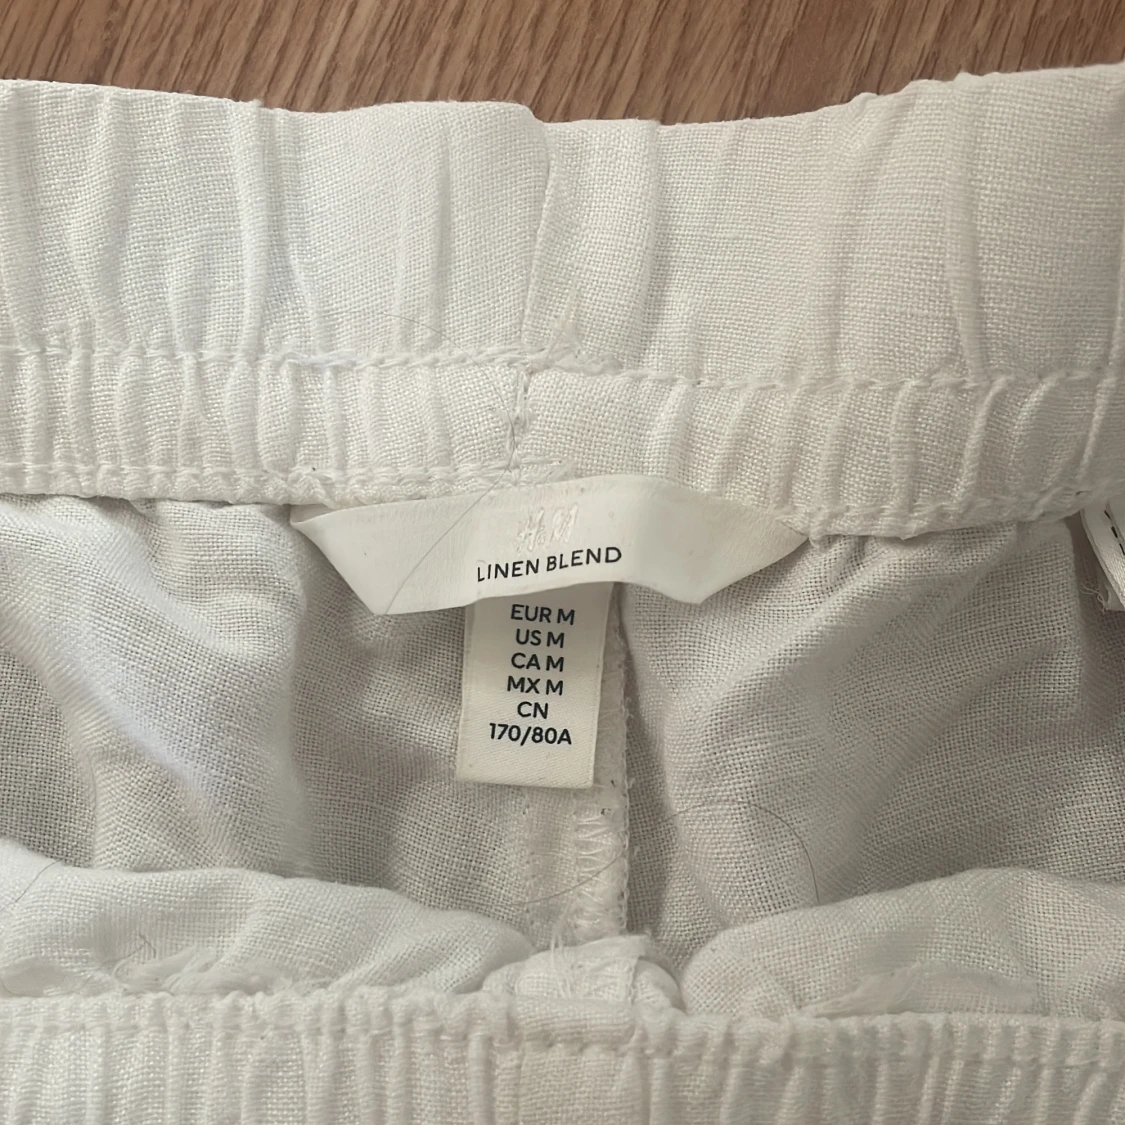 H&M
LINEN BLEND
EUR M
US M
CA M
MX M
CN
170/80A